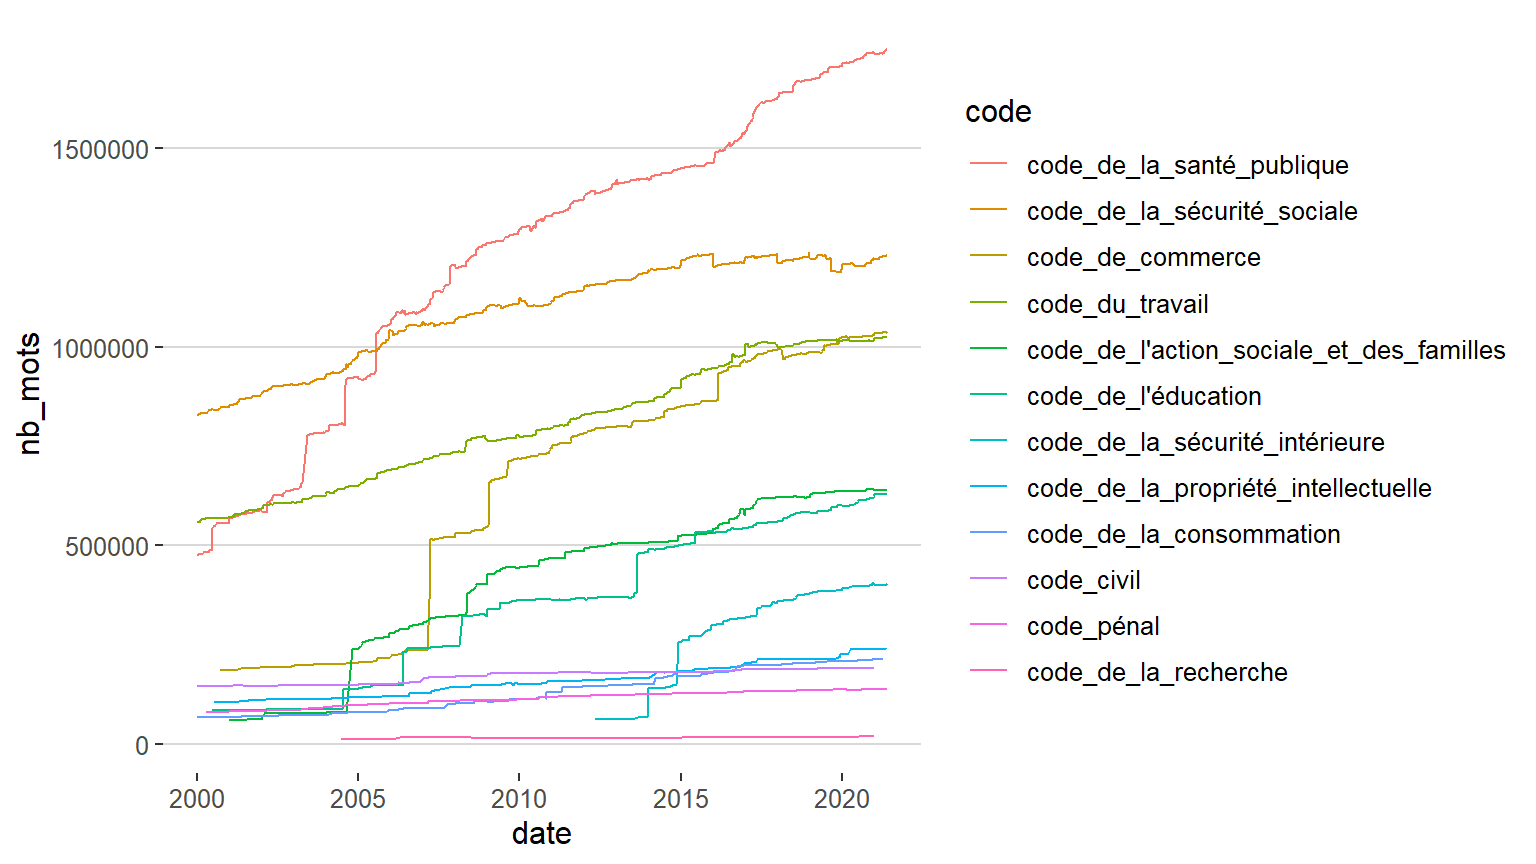 nb_mots
1500000
1000000
500000
0
2000 2005 2010 2015 2020
date
code
code_de_la_santé_publique
code_de_la_sécurité_sociale
code_de_commerce
code_du_travail
code_de_l'action_sociale_et_des_familles
code_de_l'éducation
code_de_la_sécurité_intérieure
code_de_la_propriété_intellectuelle
code_de_la_consommation
code_civil
code_pénal
code_de_la_recherche